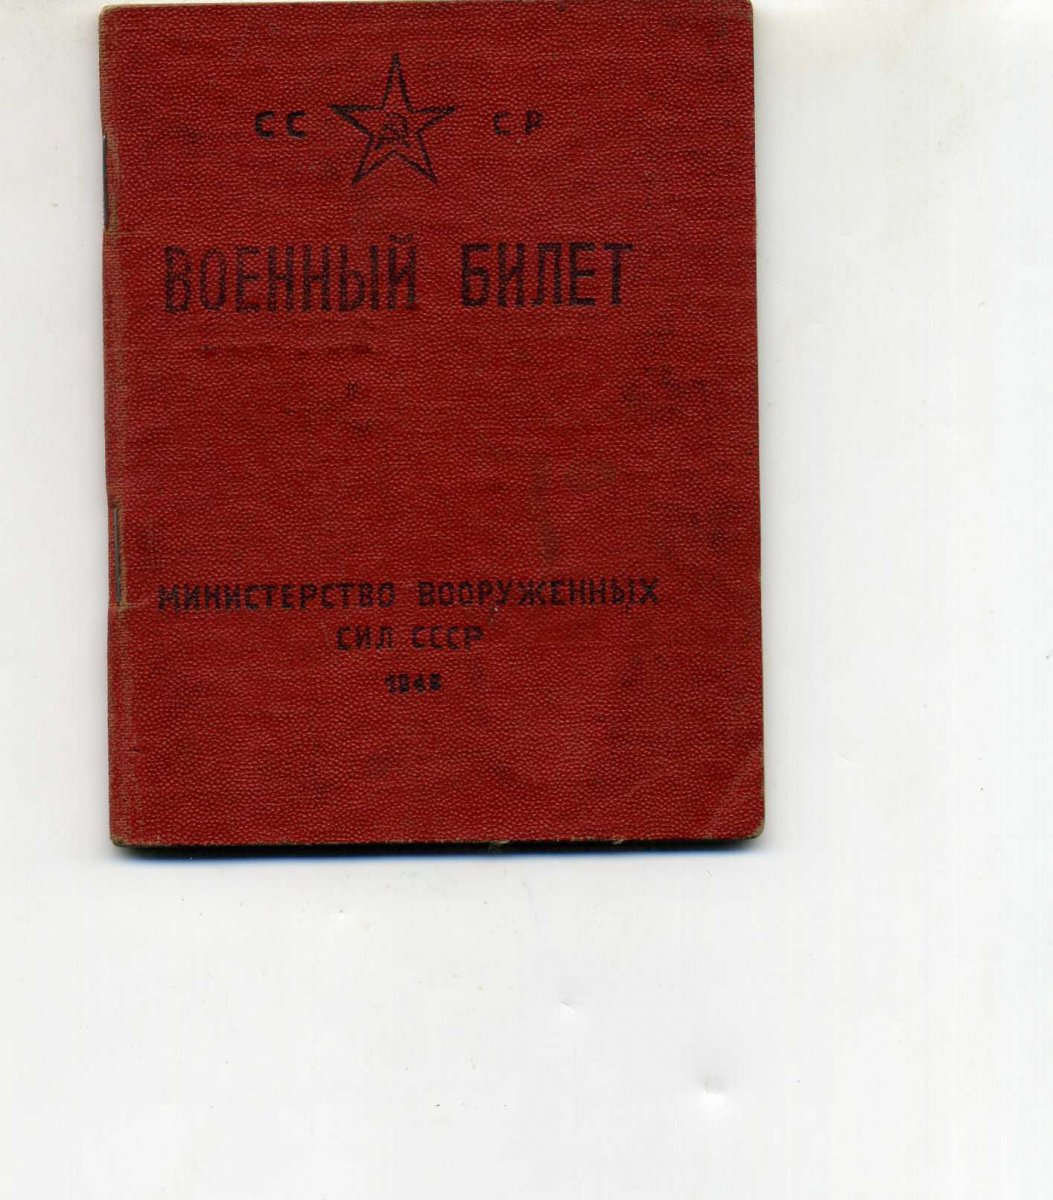 СС СР
ВОЕННЫЙ БИЛЕТ
МИНИСТЕРСТВО ВООРУЖЕННЫХ
СИЛ СССР
1948